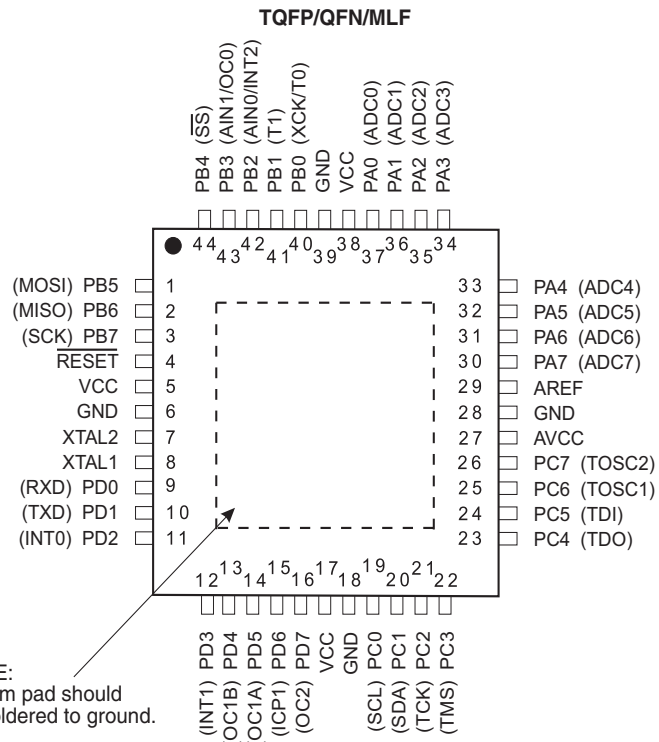 TQFP/QFN/MLF
PB4 (SS)
PB3 (AIN1/OC0)
PB2 (AIN0/INT2)
PB1 (T1)
PB0 (XCK/T0)
GND
VCC
PA0 (ADC0)
PA1 (ADC1)
PA2 (ADC2)
PA3 (ADC3)
44 43 42 41 40 39 38 37 36 35 34
(MOSI) PB5 1
(MISO) PB6 2
(SCK) PB7 3
RESET 4
VCC 5
GND 6
XTAL2 7
XTAL1 8
(RXD) PD0 9
(TXD) PD1 10
(INT0) PD2 11
33 PA4 (ADC4)
32 PA5 (ADC5)
31 PA6 (ADC6)
30 PA7 (ADC7)
29 AREF
28 GND
27 AVCC
26 PC7 (TOSC2)
25 PC6 (TOSC1)
24 PC5 (TDI)
23 PC4 (TDO)
12 13 14 15 16 17 18 19 20 21 22
(INT1) PD3
OC1B) PD4
OC1A) PD5
(ICP1) PD6
(OC2) PD7
VCC
GND
(SCL) PC0
(SDA) PC1
(TCK) PC2
(TMS) PC3
E:
m pad should
oldered to ground.